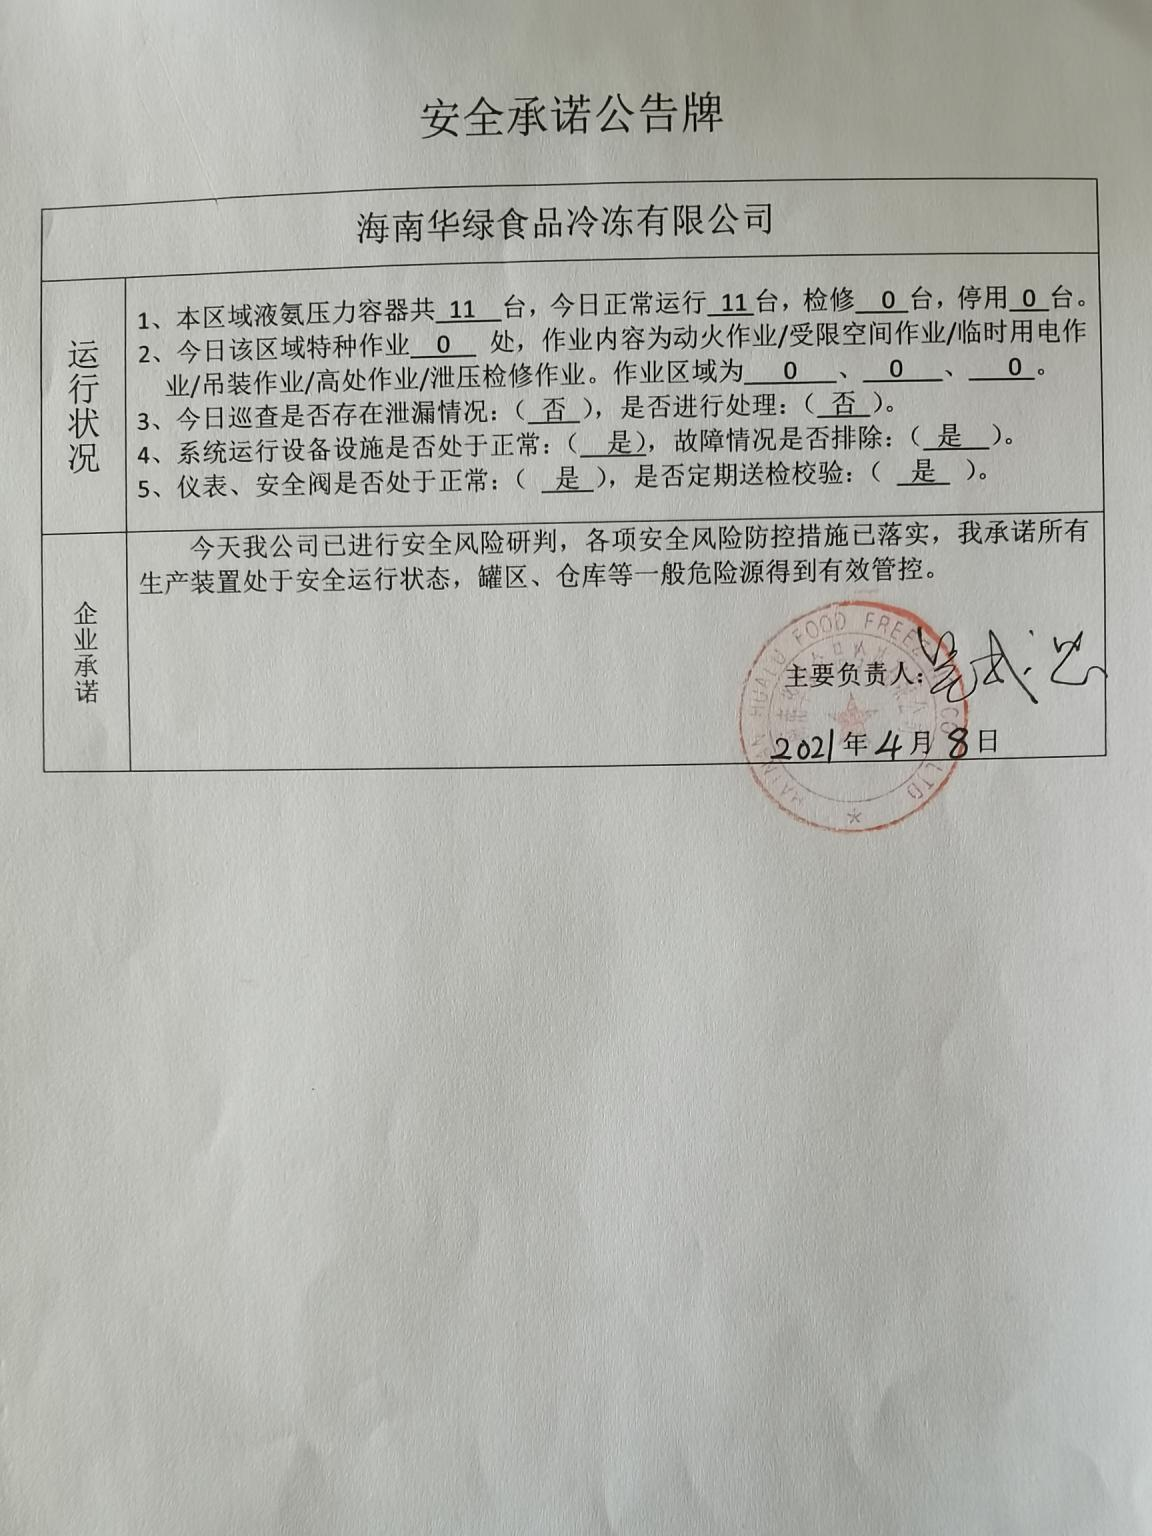 安全承诺公告牌
海南华绿食品冷冻有限公司
运行状况
1、本区域液氨压力容器共 11 台，今日正常运行 11 台，检修 0 台，停用 0 台。
2、今日该区域特种作业 0 处，作业内容为动火作业/受限空间作业/临时用电作
业/吊装作业/高处作业/泄压检修作业。作业区域为 0 、 0 、 0 。
3、今日巡查是否存在泄漏情况：（ 否 ），是否进行处理：（ 否 ）。
4、系统运行设备设施是否处于正常：（ 是 ），故障情况是否排除：（ 是 ）。
5、仪表、安全阀是否处于正常：（ 是 ），是否定期送检校验：（ 是 ）。
企业承诺
今天我公司已进行安全风险研判，各项安全风险防控措施已落实，我承诺所有
生产装置处于安全运行状态，罐区、仓库等一般危险源得到有效管控。
主要负责人：
2021年4月8日
HAINAN HUALU FOOD CO LTD